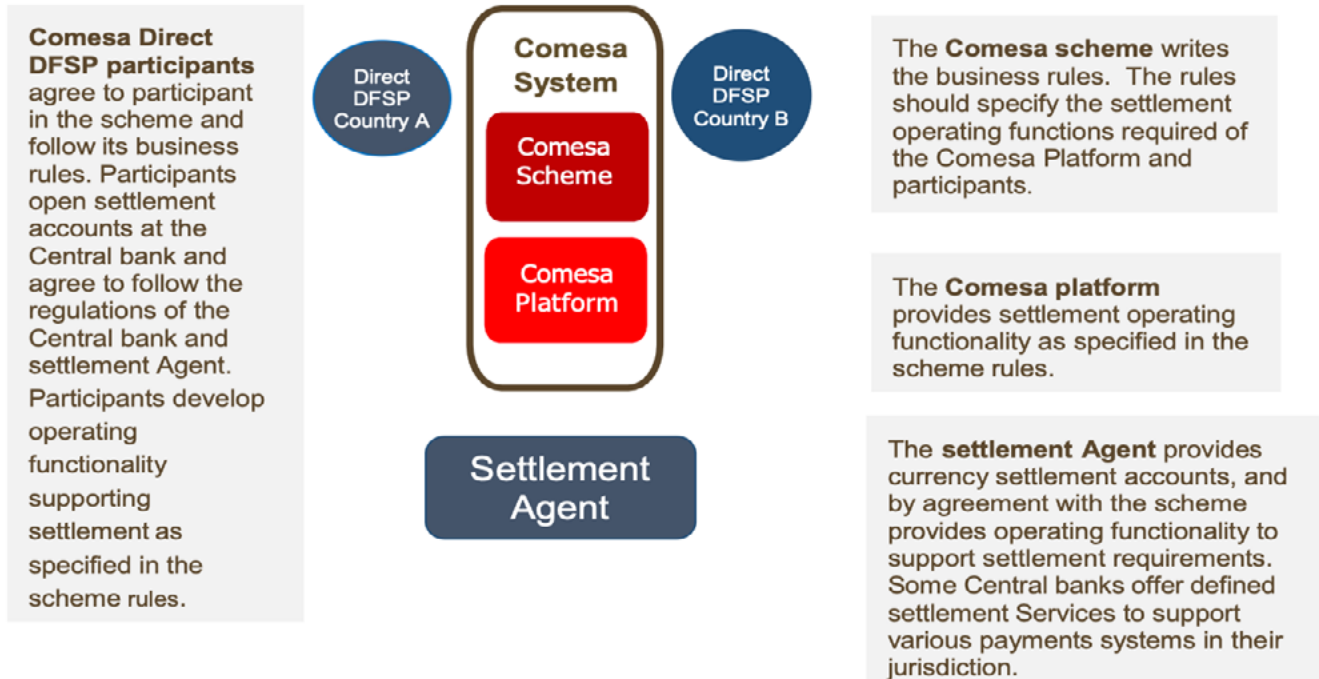 Comesa Direct
DFSP participants
agree to participant
in the scheme and
follow its business
rules. Participants
open settlement
accounts at the
Central bank and
agree to follow the
regulations of the
Central bank and
settlement Agent.
Participants develop
operating
functionality
supporting
settlement as
specified in the
scheme rules.
Direct
DFSP
Country A
Comesa
System
Comesa
Scheme
Comesa
Platform
Direct
DFSP
Country B
Settlement
Agent
The Comesa scheme writes
the business rules. The rules
should specify the settlement
operating functions required of
the Comesa Platform and
participants.
The Comesa platform
provides settlement operating
functionality as specified in the
scheme rules.
The settlement Agent provides
currency settlement accounts, and
by agreement with the scheme
provides operating functionality to
support settlement requirements.
Some Central banks offer defined
settlement Services to support
various payments systems in their
jurisdiction.